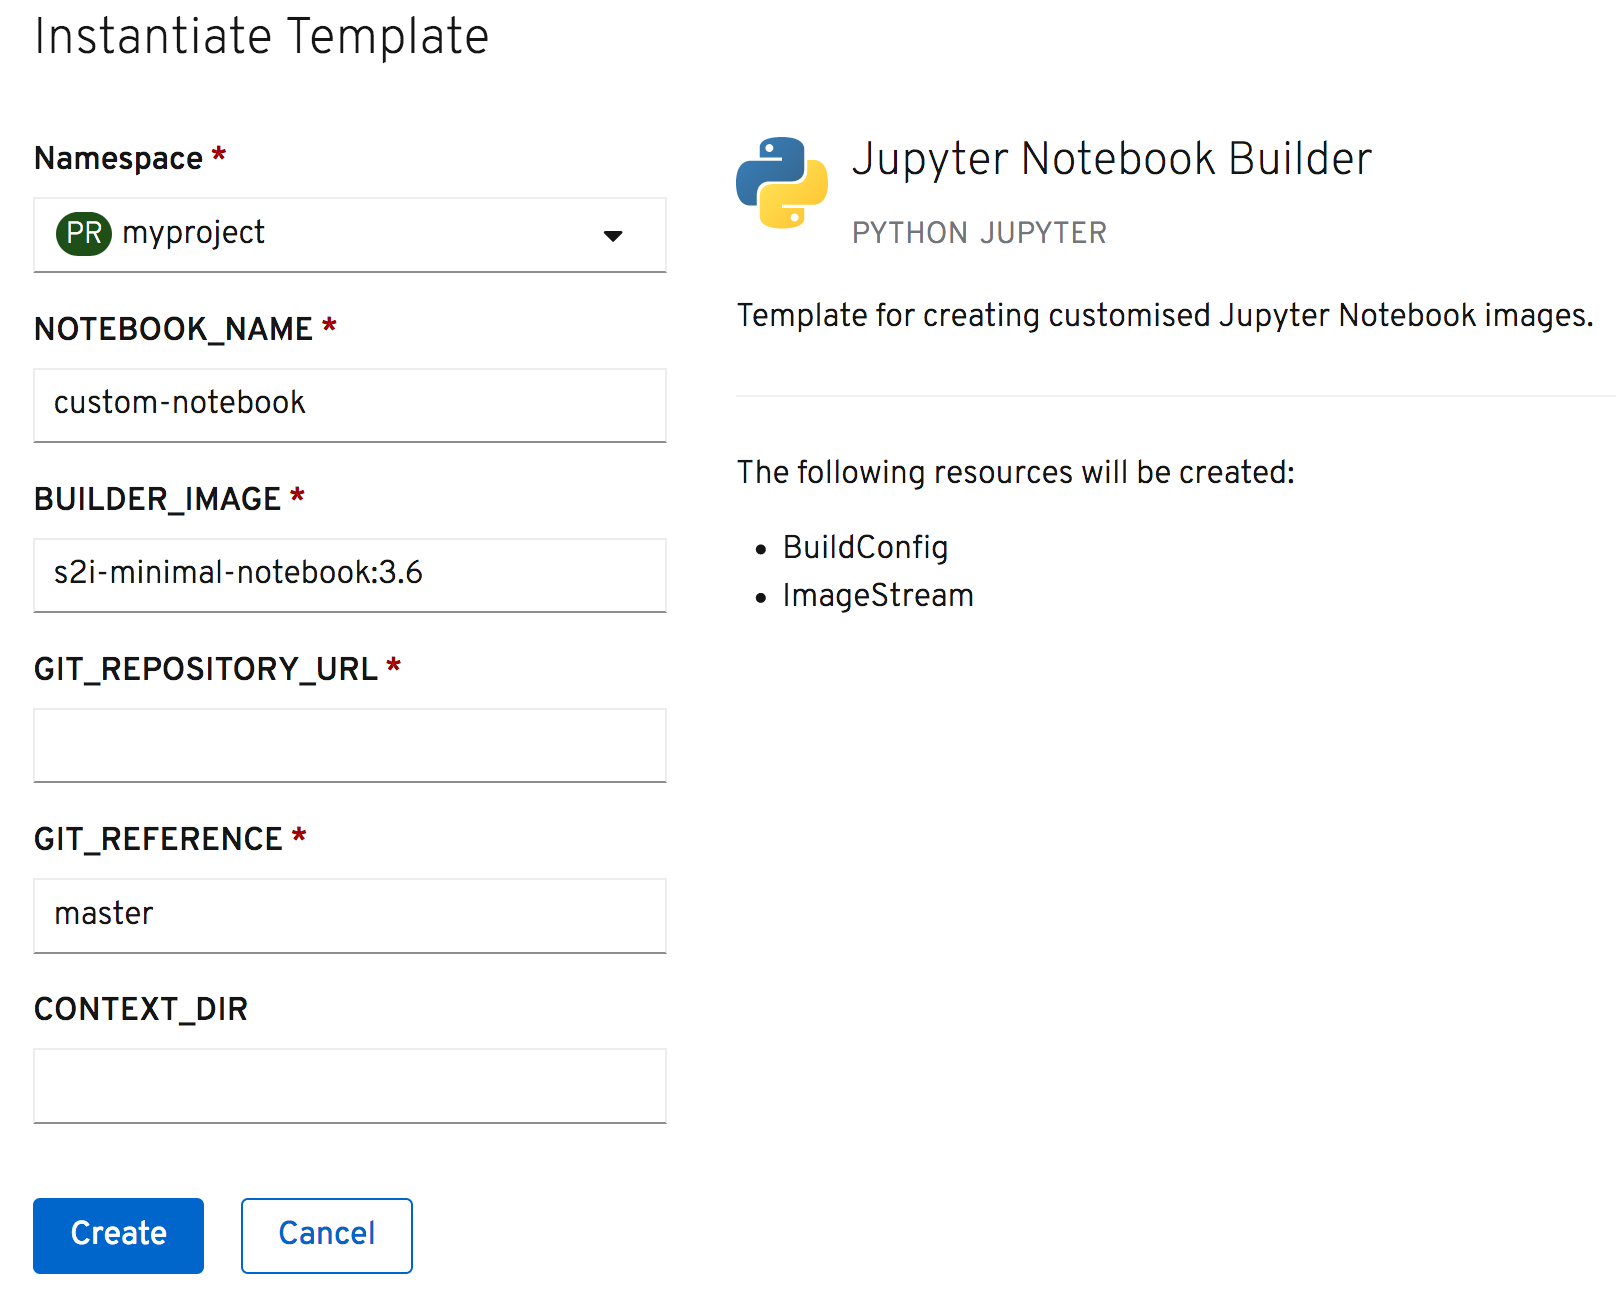 Instantiate Template
Namespace *
PR myproject
NOTEBOOK_NAME *
custom-notebook
BUILDER_IMAGE *
s2i-minimal-notebook:3.6
GIT_REPOSITORY_URL *
GIT_REFERENCE *
master
CONTEXT_DIR
Create Cancel
Jupyter Notebook Builder
PYTHON JUPYTER
Template for creating customised Jupyter Notebook images.
The following resources will be created:
• BuildConfig
• ImageStream